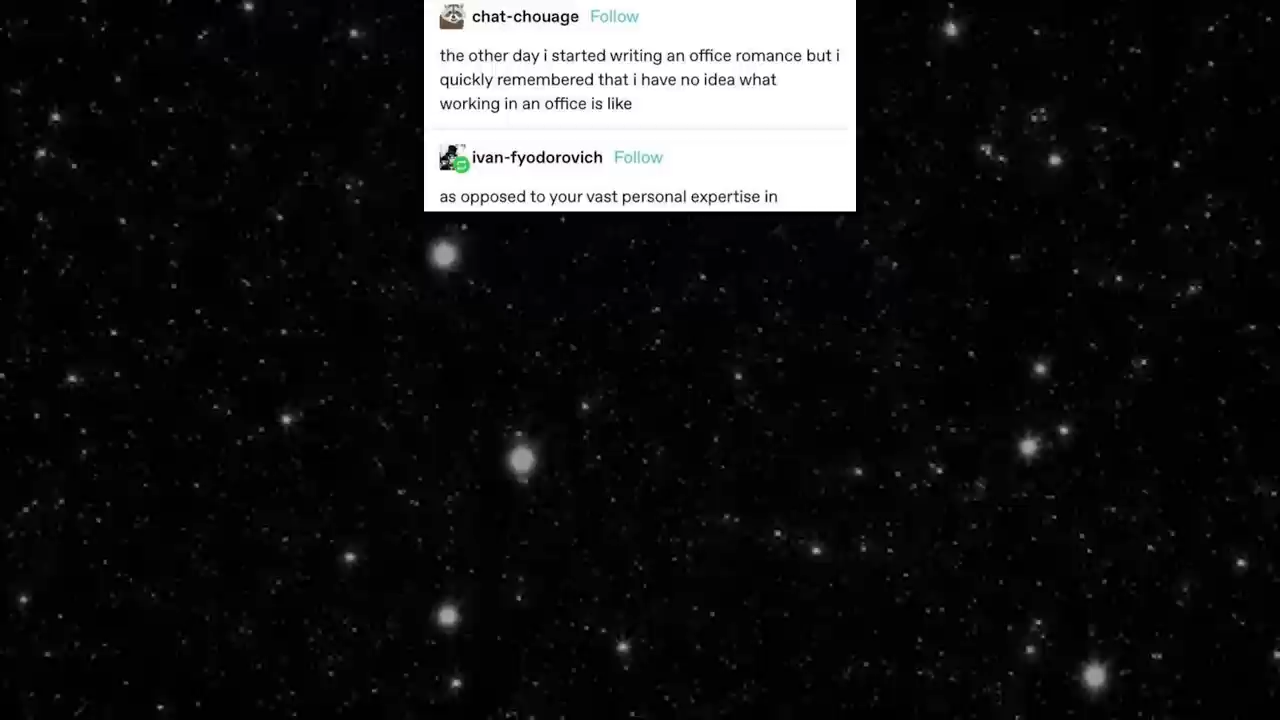 chat-chouage Follow
the other day i started writing an office romance but i
quickly remembered that i have no idea what
working in an office is like
ivan-fyodorovich Follow
as opposed to your vast personal expertise in